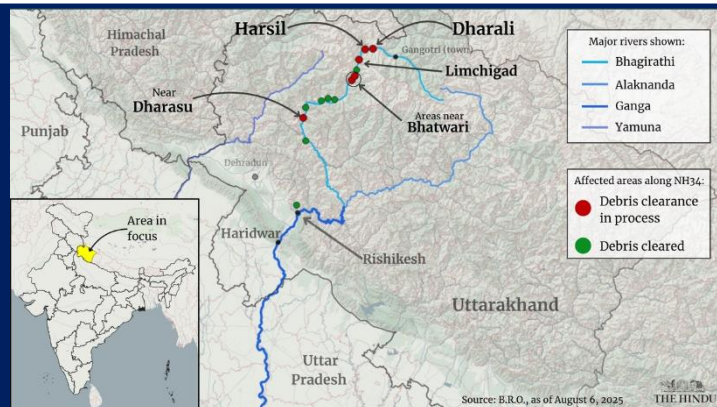 Himachal
Pradesh
Harsil
Dharali
Gangotri (town)
Limchigad
Near
Dharasu
Areas near
Bhatwari
Punjab
Dehradun
Haridwar
Rishikesh
Uttarakhand
Uttar
Pradesh
Area in
focus
Major rivers shown:
Bhagirathi
Alaknanda
Ganga
Yamuna
Affected areas along NH34:
Debris clearance
in process
Debris cleared
Source: B.R.O., as of August 6, 2025
THE HINDU